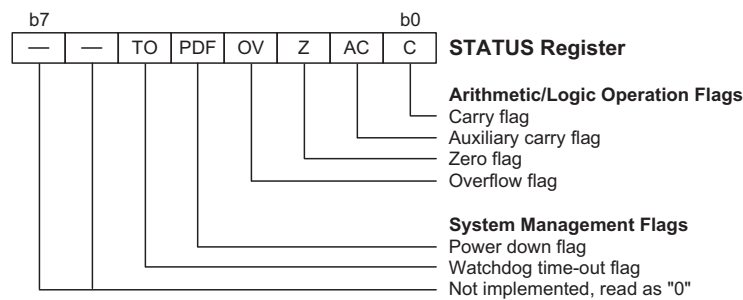 b7 b0
— — TO PDF OV Z AC C STATUS Register
Arithmetic/Logic Operation Flags
Carry flag
Auxiliary carry flag
Zero flag
Overflow flag
System Management Flags
Power down flag
Watchdog time-out flag
Not implemented, read as "0"